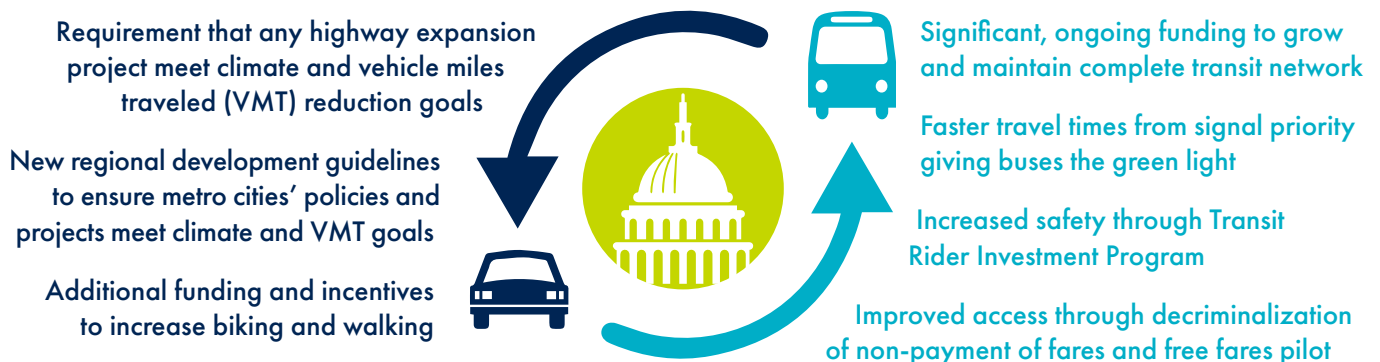 Requirement that any highway expansion
project meet climate and vehicle miles
traveled (VMT) reduction goals
New regional development guidelines
to ensure metro cities’ policies and
projects meet climate and VMT goals
Additional funding and incentives
to increase biking and walking
Significant, ongoing funding to grow
and maintain complete transit network
Faster travel times from signal priority
giving buses the green light
Increased safety through Transit
Rider Investment Program
Improved access through decriminalization
of non-payment of fares and free fares pilot